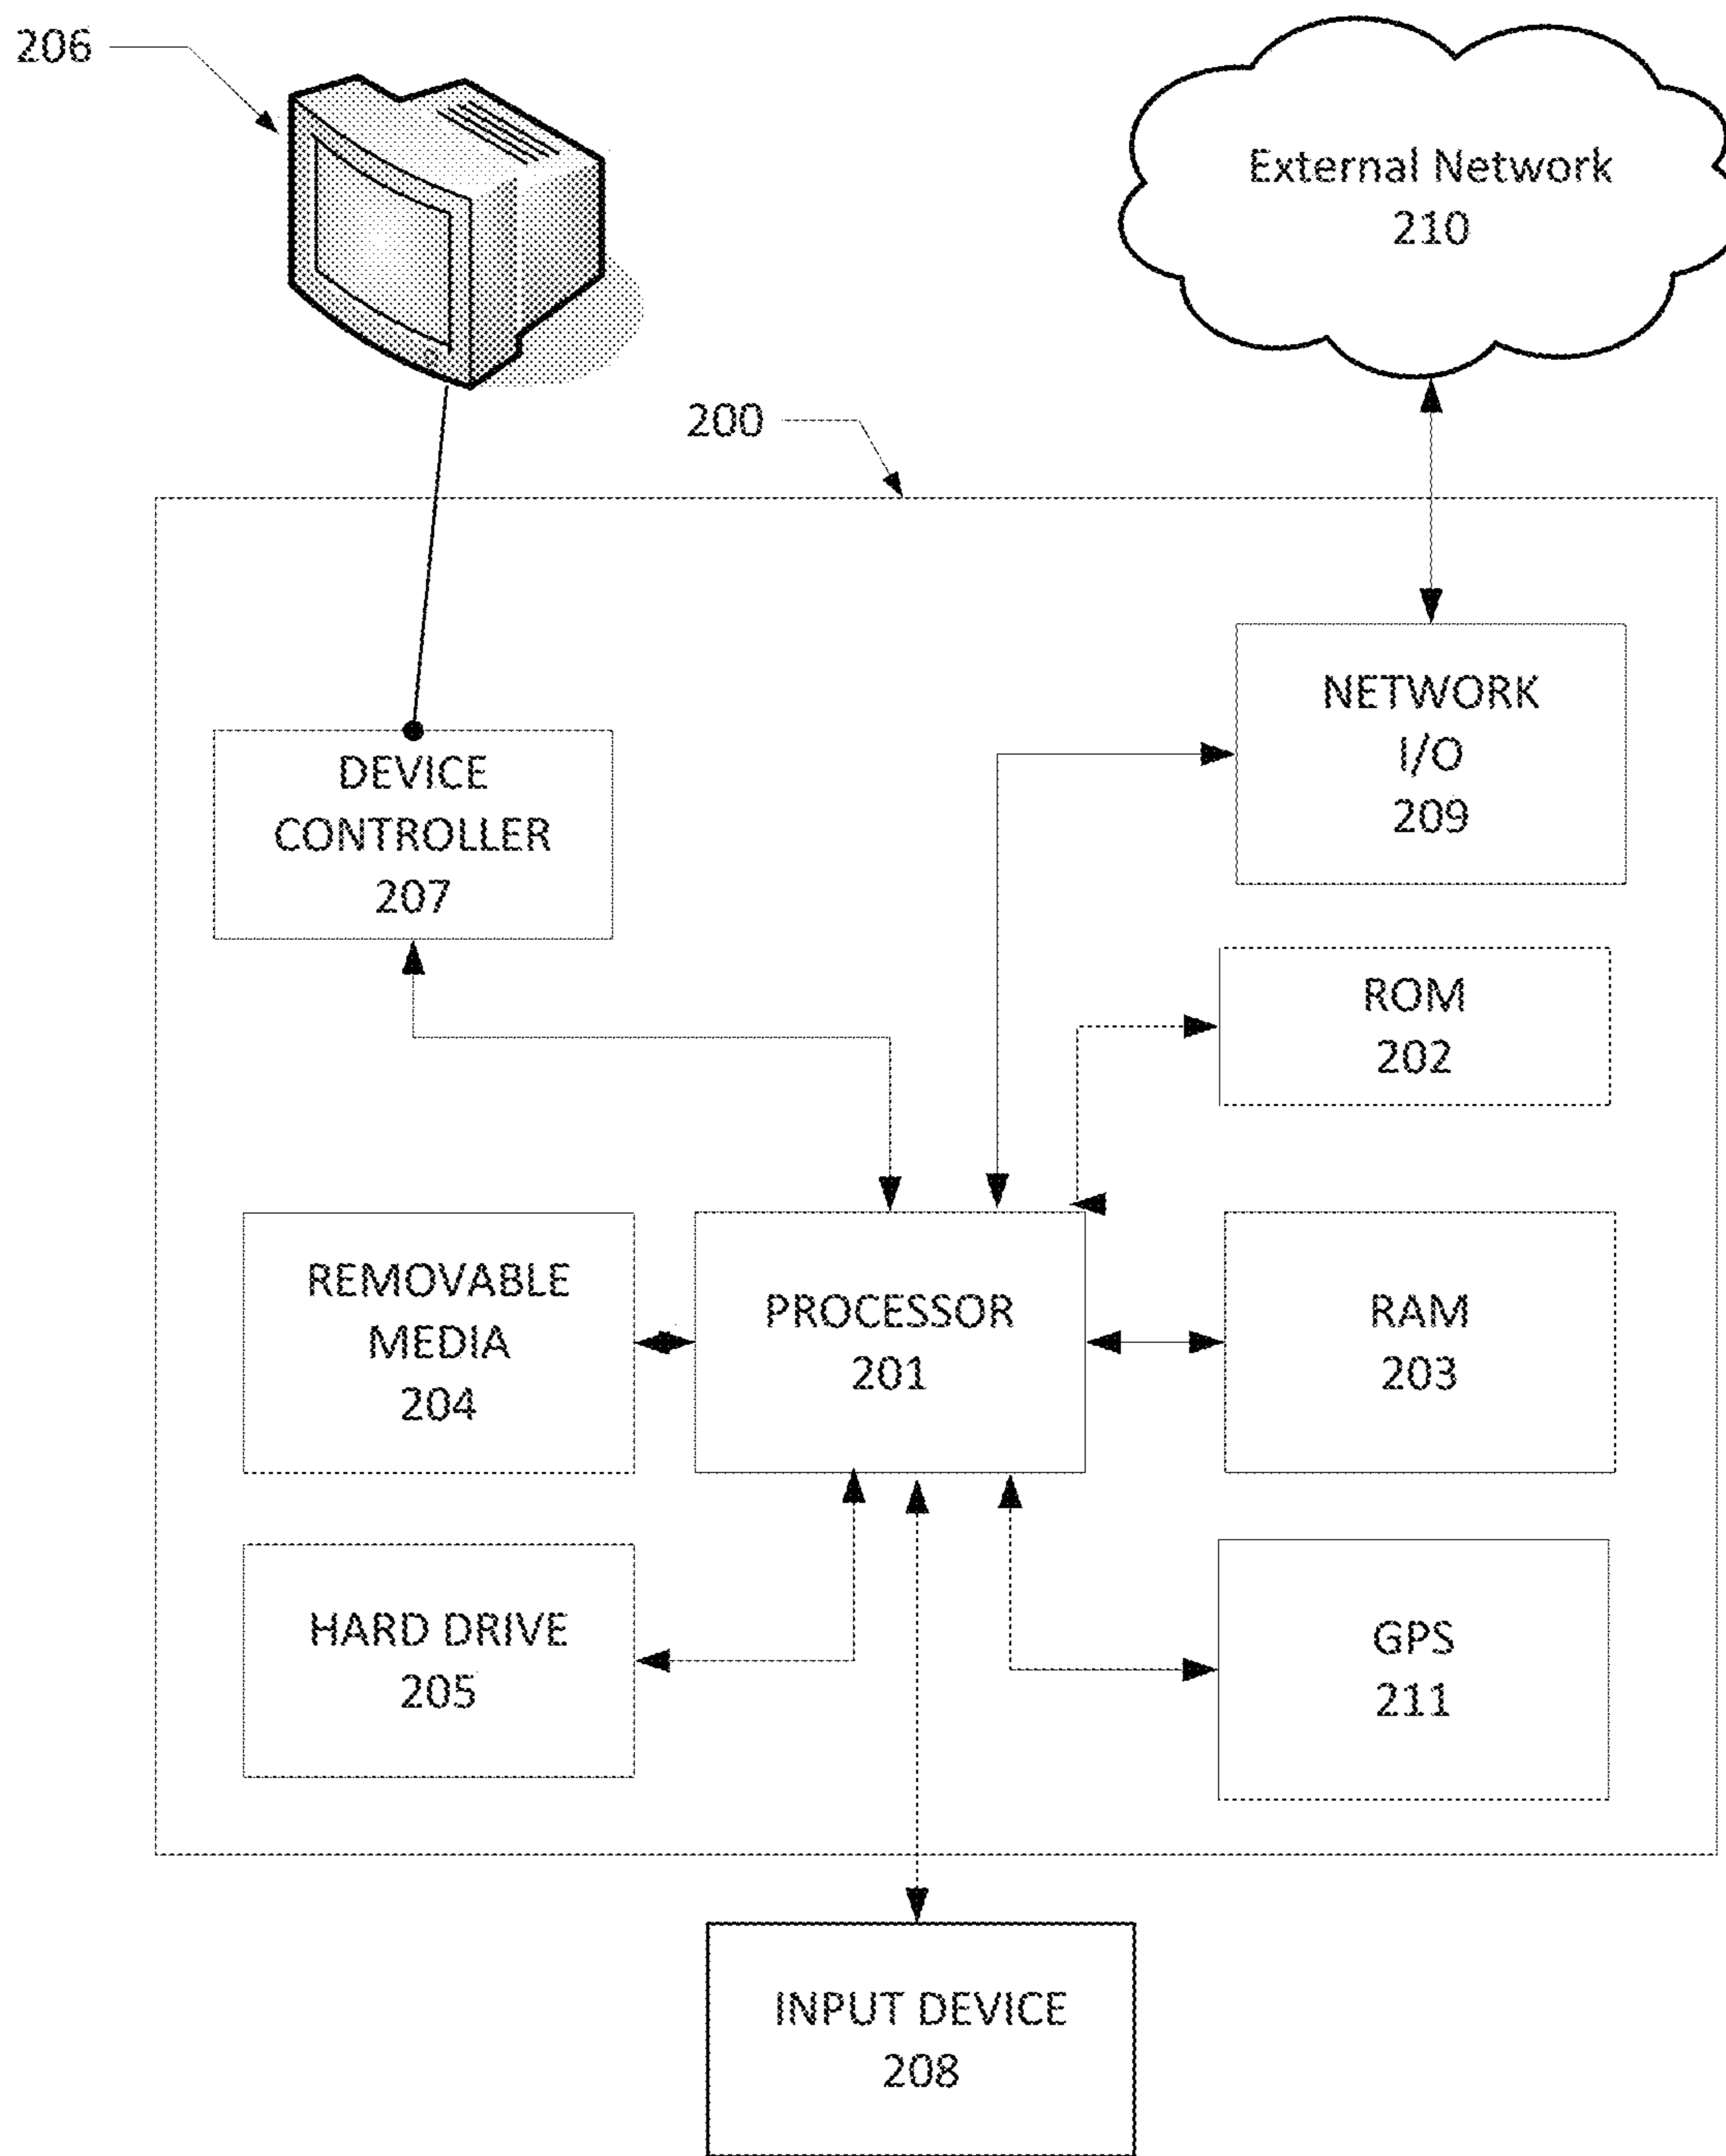 206
External Network
210
200
NETWORK
I/O
209
DEVICE
CONTROLLER
207
ROM
202
REMOVABLE
MEDIA
204
PROCESSOR
201
RAM
203
HARD DRIVE
205
GPS
211
INPUT DEVICE
208